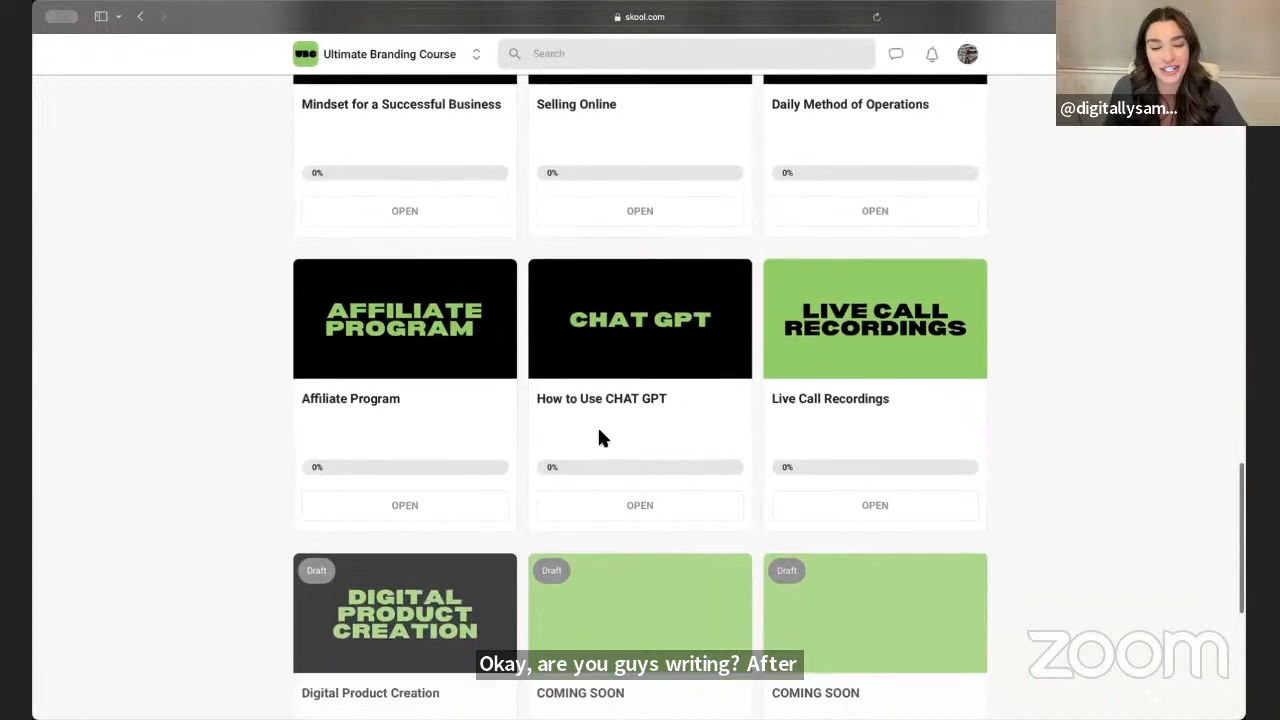 skool.com
UBC
Ultimate Branding Course
Search
@digitallysam...
Mindset for a Successful Business
Selling Online
Daily Method of Operations
0%
0%
0%
OPEN
OPEN
OPEN
AFFILIATE
PROGRAM
CHAT GPT
LIVE CALL
RECORDINGS
Affiliate Program
How to Use CHAT GPT
Live Call Recordings
0%
0%
0%
OPEN
OPEN
OPEN
Draft
DIGITAL
PRODUCT
CREATION
Draft
Draft
Okay, are you guys writing? After
zoom
Digital Product Creation
COMING SOON
COMING SOON